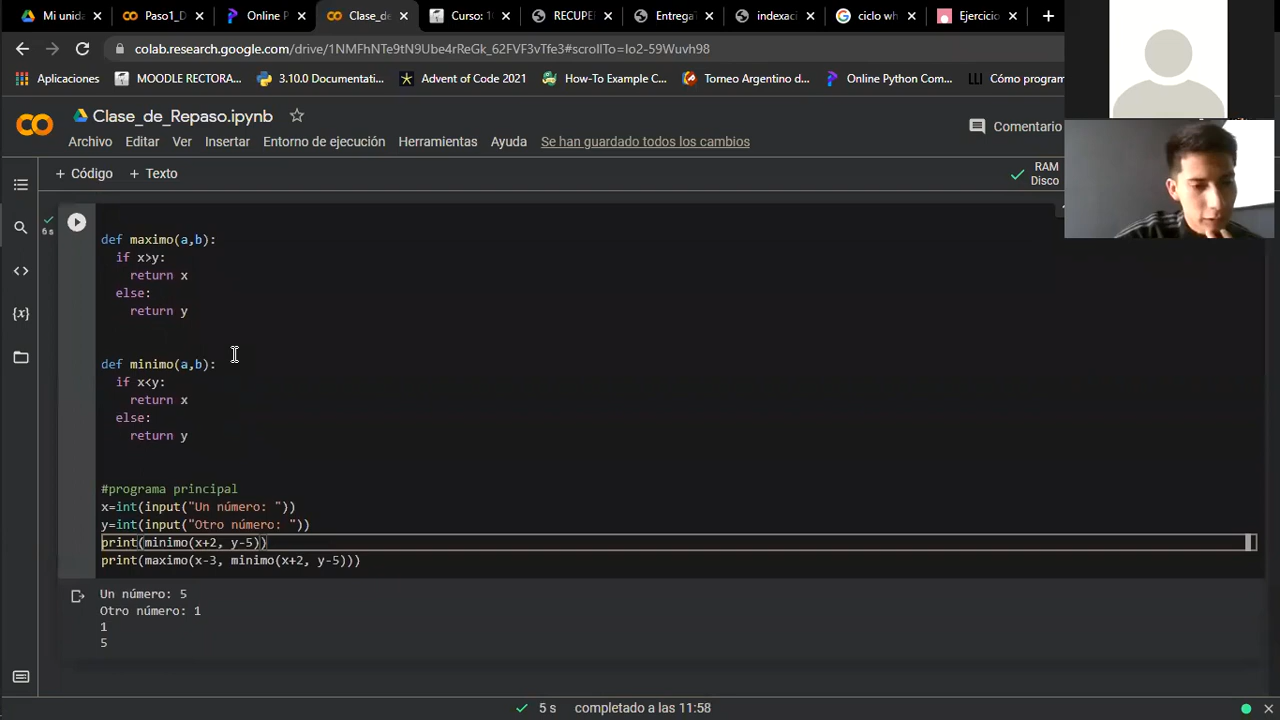 Mi unida
Paso1_D
Online P
Clase_de
Curso: 1
RECUPE
Entrega
indexaci
ciclo wh
Ejercicio
colab.research.google.com/drive/1NMFhNTe9tN9Ube4rReGk_62FVF3vTfe3#scrollTo=Io2-59Wuvh98
Aplicaciones
MOODLE RECTORA...
3.10.0 Documentati...
Advent of Code 2021
How-To Example C...
Torneo Argentino d...
Online Python Com...
Cómo program
Clase_de_Repaso.ipynb
Comentario
Archivo Editar Ver Insertar Entorno de ejecución Herramientas Ayuda Se han guardado todos los cambios
+ Código + Texto
RAM
Disco
6 s
def maximo(a,b):
if x>y:
return x
else:
return y
{x}
def minimo(a,b):
if x<y:
return x
else:
return y
#programa principal
x=int(input("Un número: "))
y=int(input("Otro número: "))
print(minimo(x+2, y-5))
print(maximo(x-3, minimo(x+2, y-5)))
Un número: 5
Otro número: 1
1
5
5 s completado a las 11:58